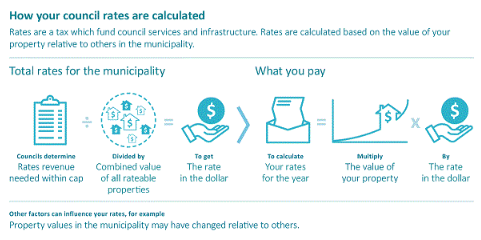 How your council rates are calculated
Rates are a tax which fund council services and infrastructure. Rates are calculated based on the value of your
property relative to others in the municipality.
Total rates for the municipality
What you pay
$
÷
$
=
$
$
=
$
x
$
Councils determine
Rates revenue
needed within cap
Divided by
Combined value
of all rateable
properties
To get
The rate
in the dollar
To calculate
Your rates
for the year
Multiply
The value of
your property
By
The rate
in the dollar
Other factors can influence your rates, for example
Property values in the municipality may have changed relative to others.